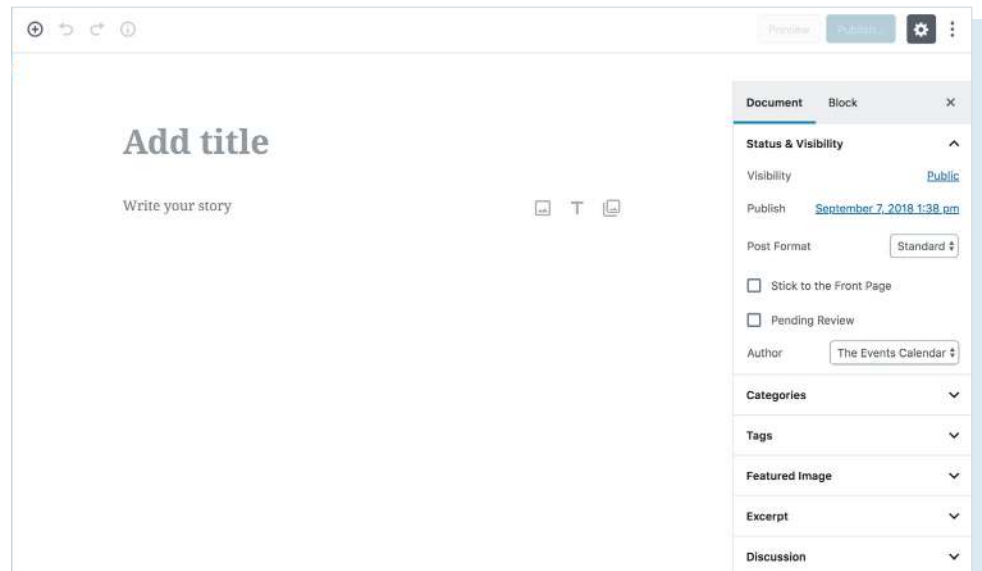 Preview Publish...
Document Block
Add title
Status & Visibility
Visibility Public
Write your story
Publish September 7, 2018 1:38 pm
Post Format Standard
Stick to the Front Page
Pending Review
Author The Events Calendar
Categories
Tags
Featured Image
Excerpt
Discussion